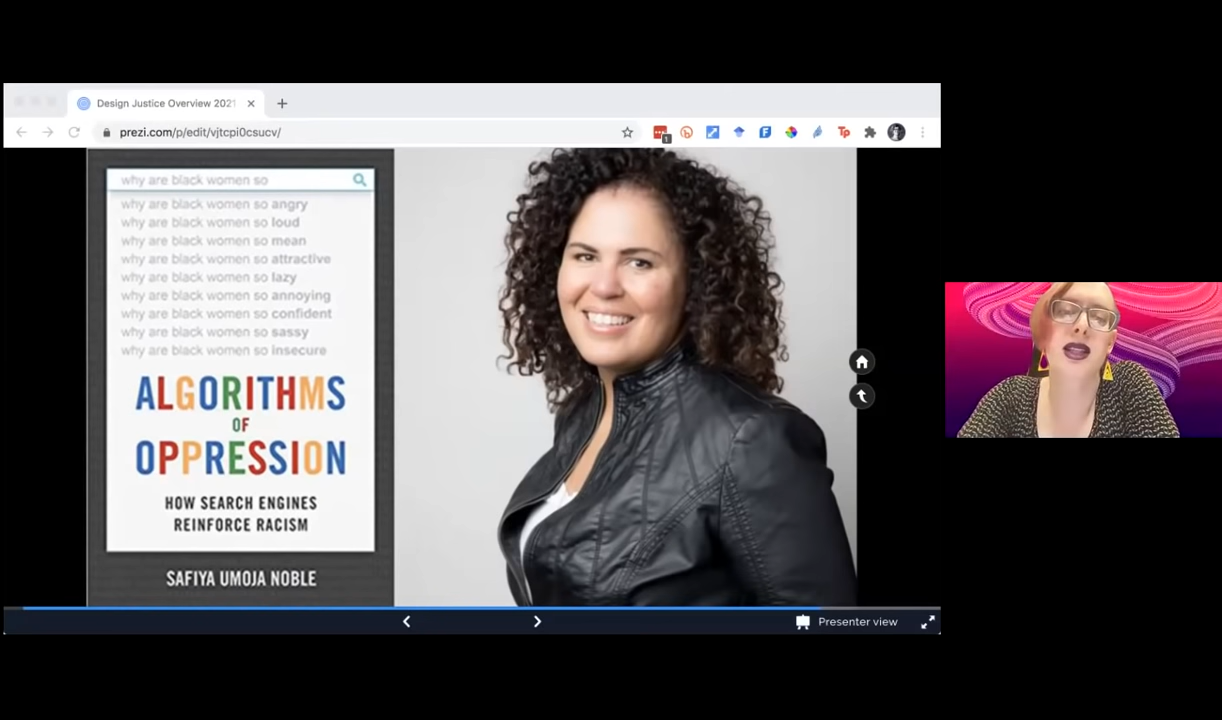 Design Justice Overview 2021
prezi.com/p/edit/vjtcpi0csucv/
1
Tp
why are black women so
why are black women so angry
why are black women so loud
why are black women so mean
why are black women so attractive
why are black women so lazy
why are black women so annoying
why are black women so confident
why are black women so sassy
why are black women so insecure
ALGORITHMS
OF
OPPRESSION
HOW SEARCH ENGINES
REINFORCE RACISM
SAFIYA UMOJA NOBLE
Presenter view